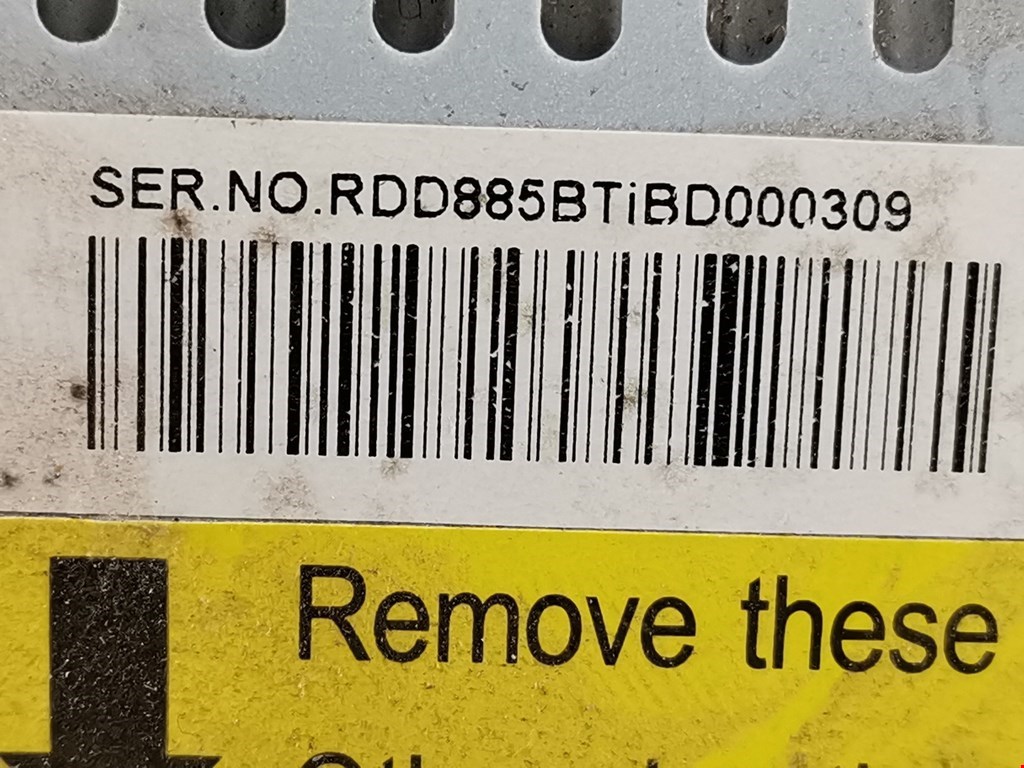 SER.NO.RDD885BTiBD000309
Remove these